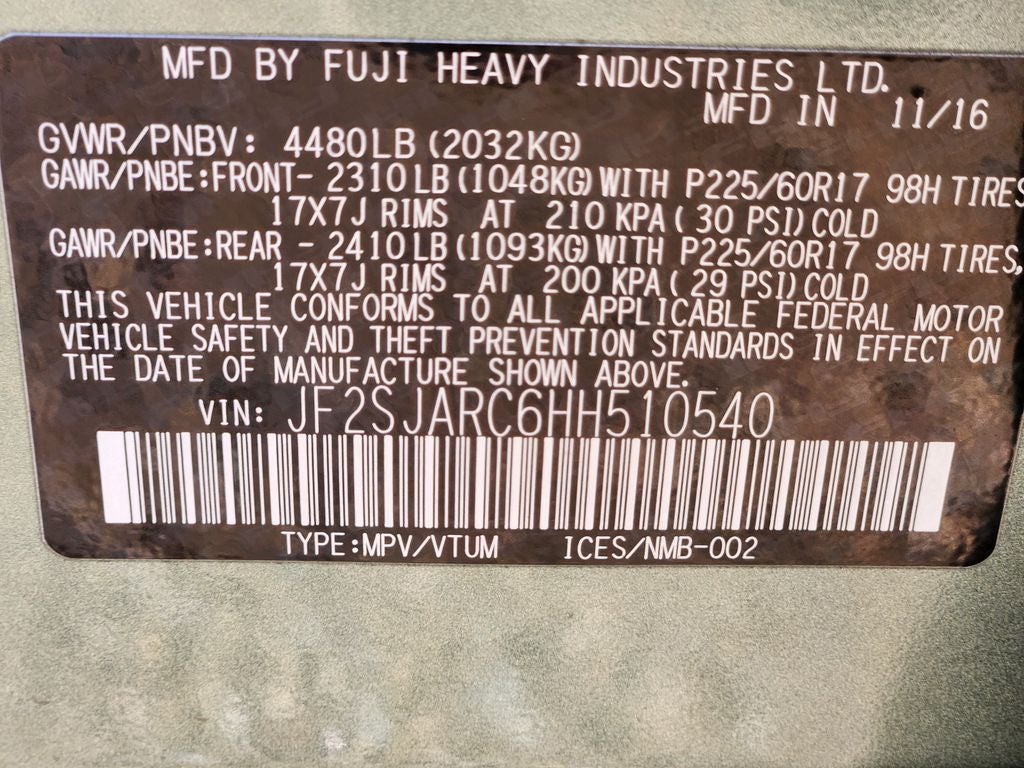 MFD BY FUJI HEAVY INDUSTRIES LTD.
MFD IN 11/16
GVWR/PNBV: 4480LB (2032KG)
GAWR/PNBE:FRONT- 2310LB(1048KG)WITH P225/60R17 98H TIRES
17X7J RIMS AT 210 KPA( 30 PSI)COLD
GAWR/PNBE:REAR - 2410LB(1093KG)WITH P225/60R17 98H TIRES,
17X7J RIMS AT 200 KPA( 29 PSI)COLD
THIS VEHICLE CONFORMS TO ALL APPLICABLE FEDERAL MOTOR
VEHICLE SAFETY AND THEFT PREVENTION STANDARDS IN EFFECT ON
THE DATE OF MANUFACTURE SHOWN ABOVE.
VIN: JF2SJARC6HH510540
TYPE:MPV/VTUM ICES/NMB-002